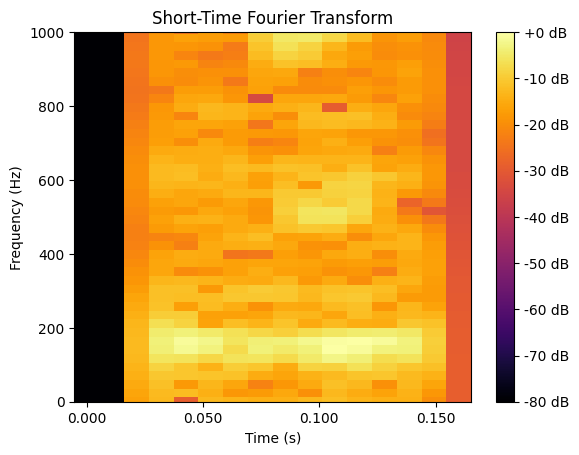 Short-Time Fourier Transform
1000
800
600
400
200
0
Frequency (Hz)
0.000
0.050
0.100
0.150
Time (s)
+0 dB
-10 dB
-20 dB
-30 dB
-40 dB
-50 dB
-60 dB
-70 dB
-80 dB